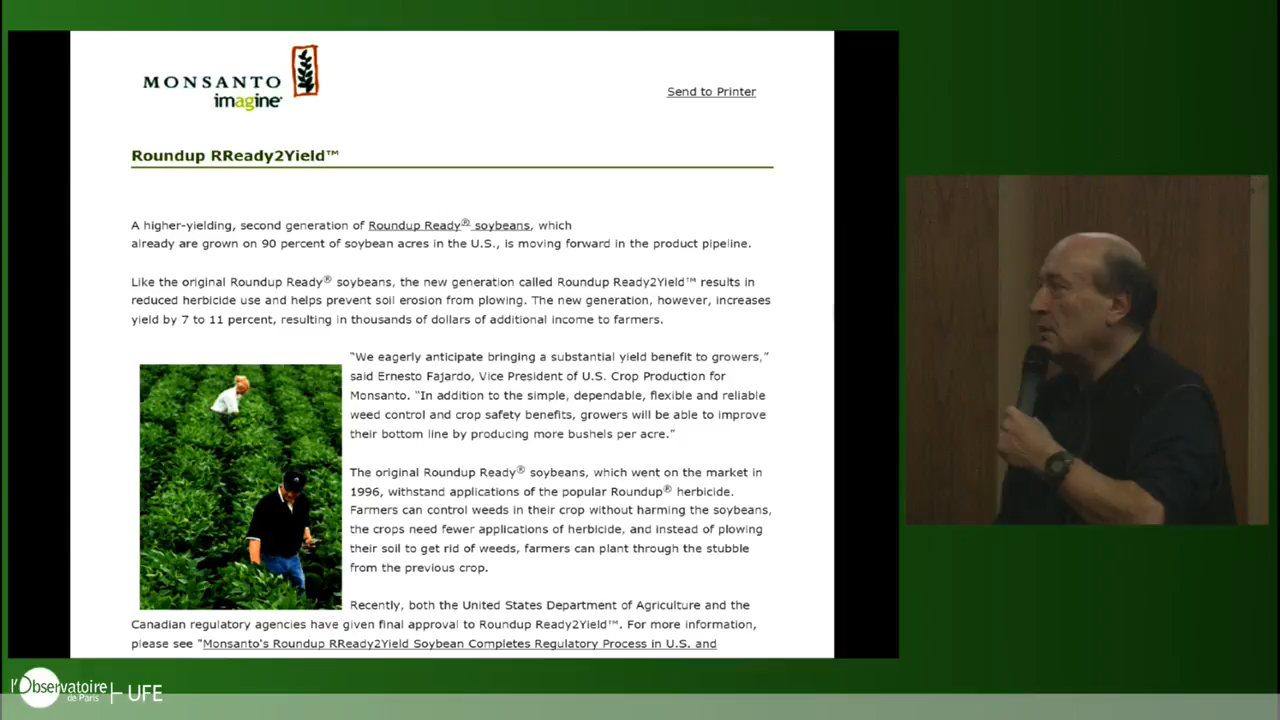 MONSANTO
imagine®
Send to Printer
Roundup RReady2Yield™
A higher-yielding, second generation of Roundup Ready® soybeans, which
already are grown on 90 percent of soybean acres in the U.S., is moving forward in the product pipeline.
Like the original Roundup Ready® soybeans, the new generation called Roundup Ready2Yield™ results in
reduced herbicide use and helps prevent soil erosion from plowing. The new generation, however, increases
yield by 7 to 11 percent, resulting in thousands of dollars of additional income to farmers.
"We eagerly anticipate bringing a substantial yield benefit to growers,"
said Ernesto Fajardo, Vice President of U.S. Crop Production for
Monsanto. "In addition to the simple, dependable, flexible and reliable
weed control and crop safety benefits, growers will be able to improve
their bottom line by producing more bushels per acre."
The original Roundup Ready® soybeans, which went on the market in
1996, withstand applications of the popular Roundup® herbicide.
Farmers can control weeds in their crop without harming the soybeans,
the crops need fewer applications of herbicide, and instead of plowing
their soil to get rid of weeds, farmers can plant through the stubble
from the previous crop.
Recently, both the United States Department of Agriculture and the
Canadian regulatory agencies have given final approval to Roundup Ready2Yield™. For more information,
please see "Monsanto's Roundup RReady2Yield Soybean Completes Regulatory Process in U.S. and
l'Observatoire
de Paris
UFE